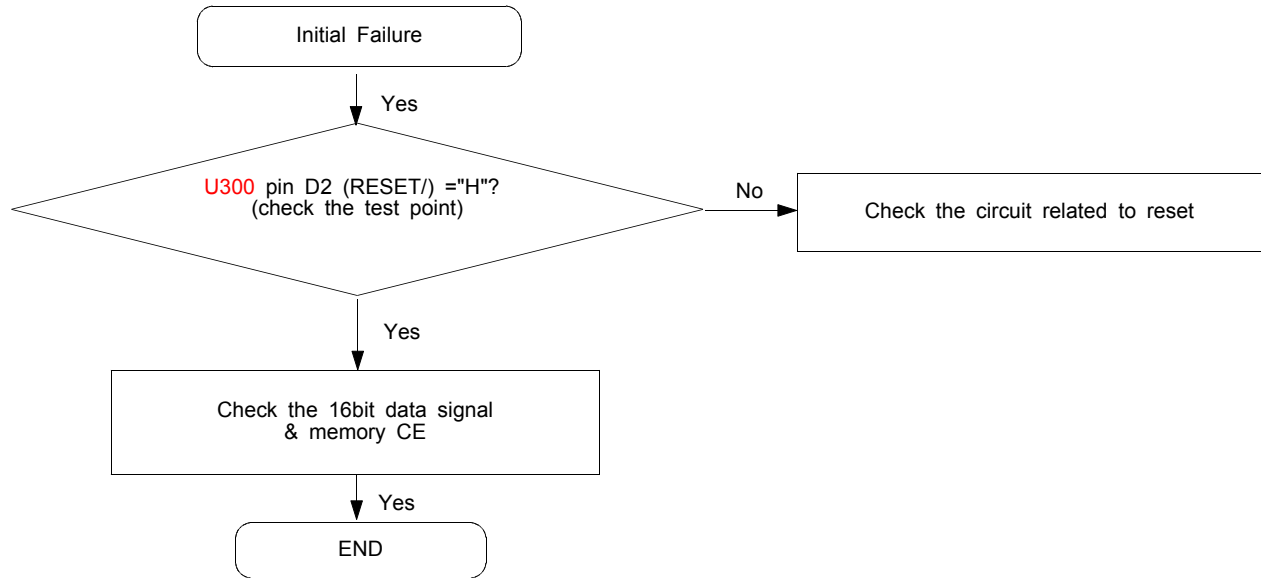 Initial Failure
Yes
U300 pin D2 (RESET/) ="H"?
(check the test point)
No
Check the circuit related to reset
Yes
Check the 16bit data signal
& memory CE
Yes
END